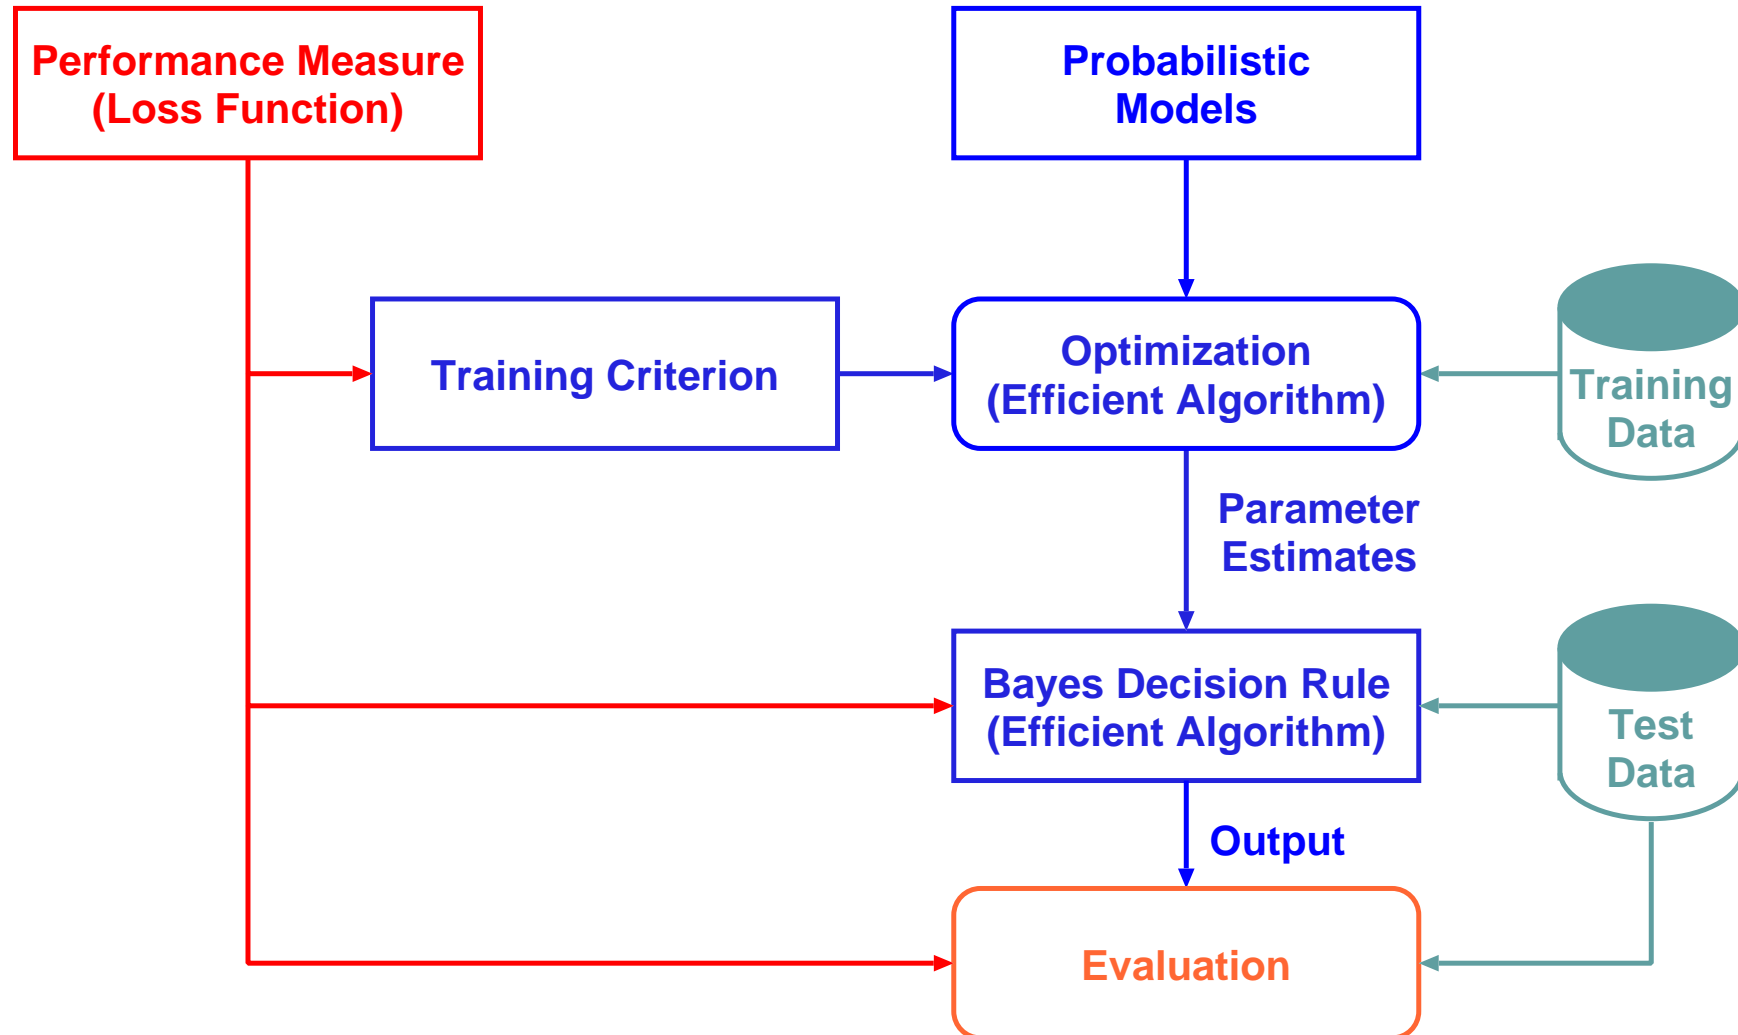 Performance Measure
(Loss Function)
Probabilistic
Models
Training Criterion
Optimization
(Efficient Algorithm)
Training
Data
Parameter
Estimates
Bayes Decision Rule
(Efficient Algorithm)
Test
Data
Output
Evaluation